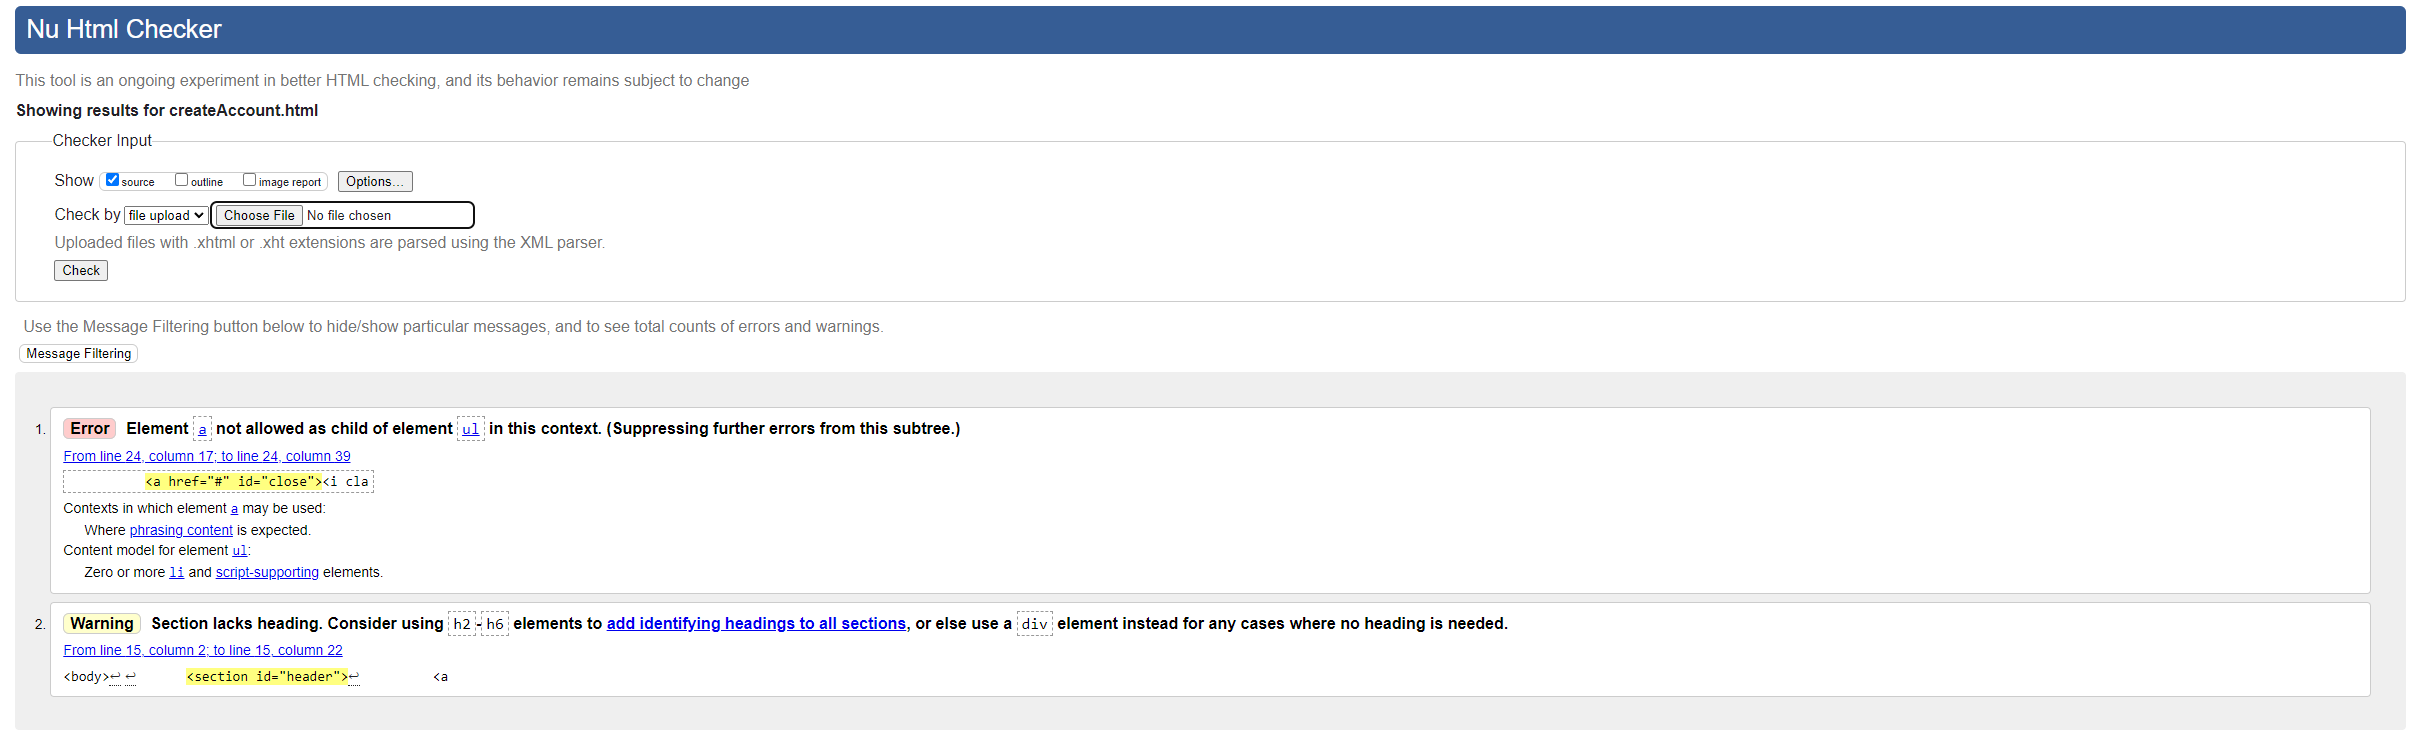 Nu Html Checker
This tool is an ongoing experiment in better HTML checking, and its behavior remains subject to change
Showing results for createAccount.html
Checker Input
Show source outline image report Options...
Check by file upload Choose File No file chosen
Uploaded files with .xhtml or .xht extensions are parsed using the XML parser.
Check
Use the Message Filtering button below to hide/show particular messages, and to see total counts of errors and warnings.
Message Filtering
1. Error Element a not allowed as child of element ul in this context. (Suppressing further errors from this subtree.)
From line 24, column 17; to line 24, column 39
<a href="#" id="close"><i cla
Contexts in which element a may be used:
Where phrasing content is expected.
Content model for element ul:
Zero or more li and script-supporting elements.
2. Warning Section lacks heading. Consider using h2-h6 elements to add identifying headings to all sections, or else use a div element instead for any cases where no heading is needed.
From line 15, column 2; to line 15, column 22
<body>↩ ↩ <section id="header">↩ <a